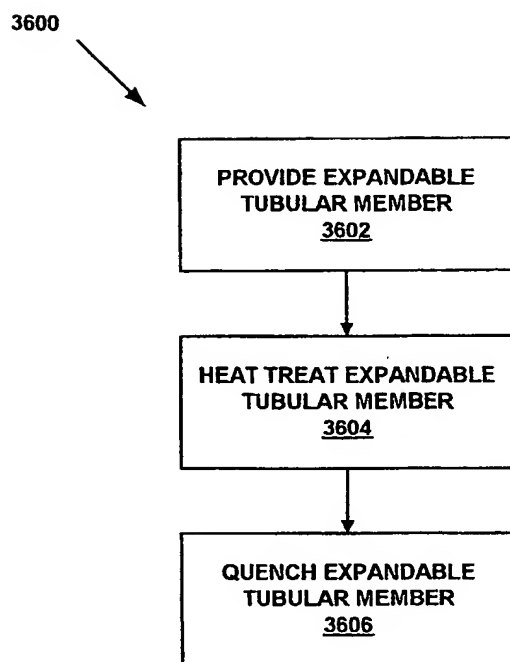 3600
PROVIDE EXPANDABLE
TUBULAR MEMBER
3602
HEAT TREAT EXPANDABLE
TUBULAR MEMBER
3604
QUENCH EXPANDABLE
TUBULAR MEMBER
3606